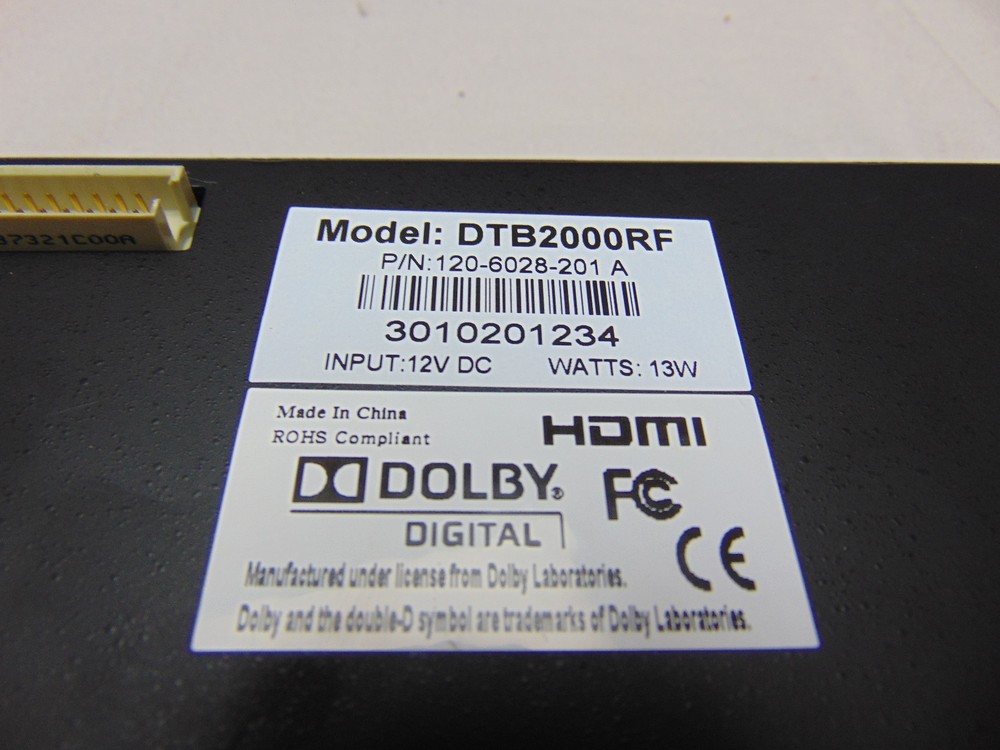 37321C00A
Model: DTB2000RF
P/N:120-6028-201 A
3010201234
INPUT:12V DC WATTS: 13W
Made In China
ROHS Compliant
HDMI
DOLBY®
DIGITAL
FC
CE
Manufactured under license from Dolby Laboratories.
Dolby and the double-D symbol are trademarks of Dolby Laboratories.